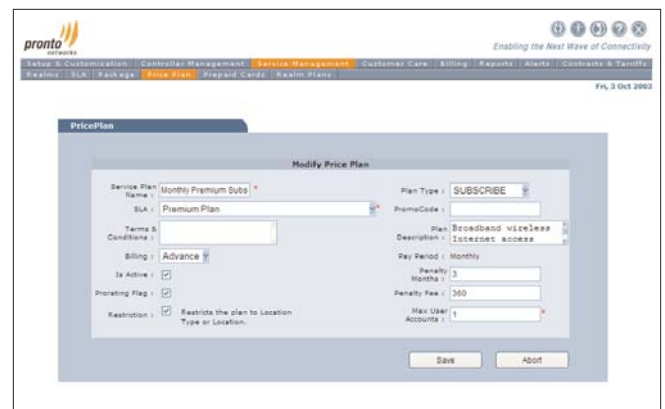 pronto
networks
Enabling the Next Wave of Connectivity
Setup & Customization Controller Management Service Management Customer Care Billing Reports Alerts Contracts & Tariffs
Realms SLA Package Price Plan Prepaid Cards Realm Plans
Fri, 3 Oct 2003
PricePlan
Modify Price Plan
Service Plan Name : Monthly Premium Subs *
Plan Type : SUBSCRIBE
SLA : Premium Plan *
PromoCode :
Terms & Conditions :
Plan Description : Broadband wireless Internet access
Billing : Advance
Pay Period : Monthly
Is Active :
Penalty Months : 3
Prorating Flag :
Penalty Fee : 360
Restriction : Restricts the plan to Location Type or Location.
Max User Accounts : 1 *
Save Abort